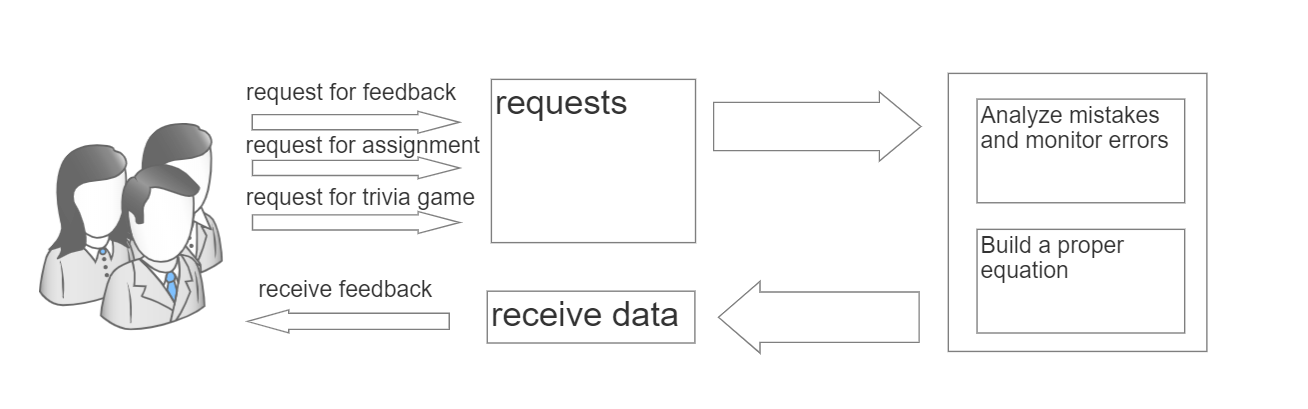 request for feedback
request for assignment
request for trivia game
receive feedback
requests
receive data
Analyze mistakes
and monitor errors
Build a proper
equation